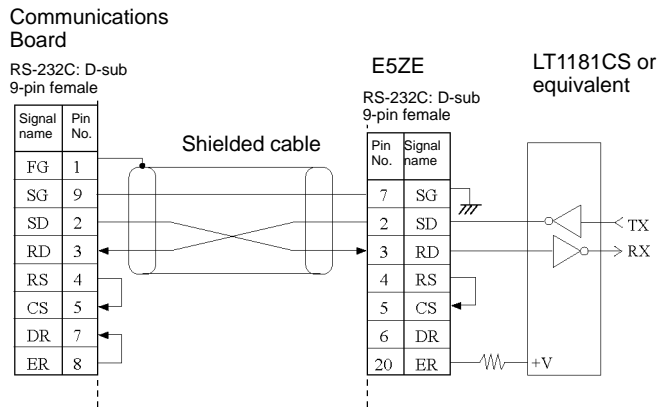 Communications
Board
RS-232C: D-sub
9-pin female
Signal name Pin No.
FG 1
SG 9
SD 2
RD 3
RS 4
CS 5
DR 7
ER 8
Shielded cable
E5ZE
RS-232C: D-sub
9-pin female
Pin No. Signal name
7 SG
2 SD
3 RD
4 RS
5 CS
6 DR
20 ER
LT1181CS or
equivalent
TX
RX
+V